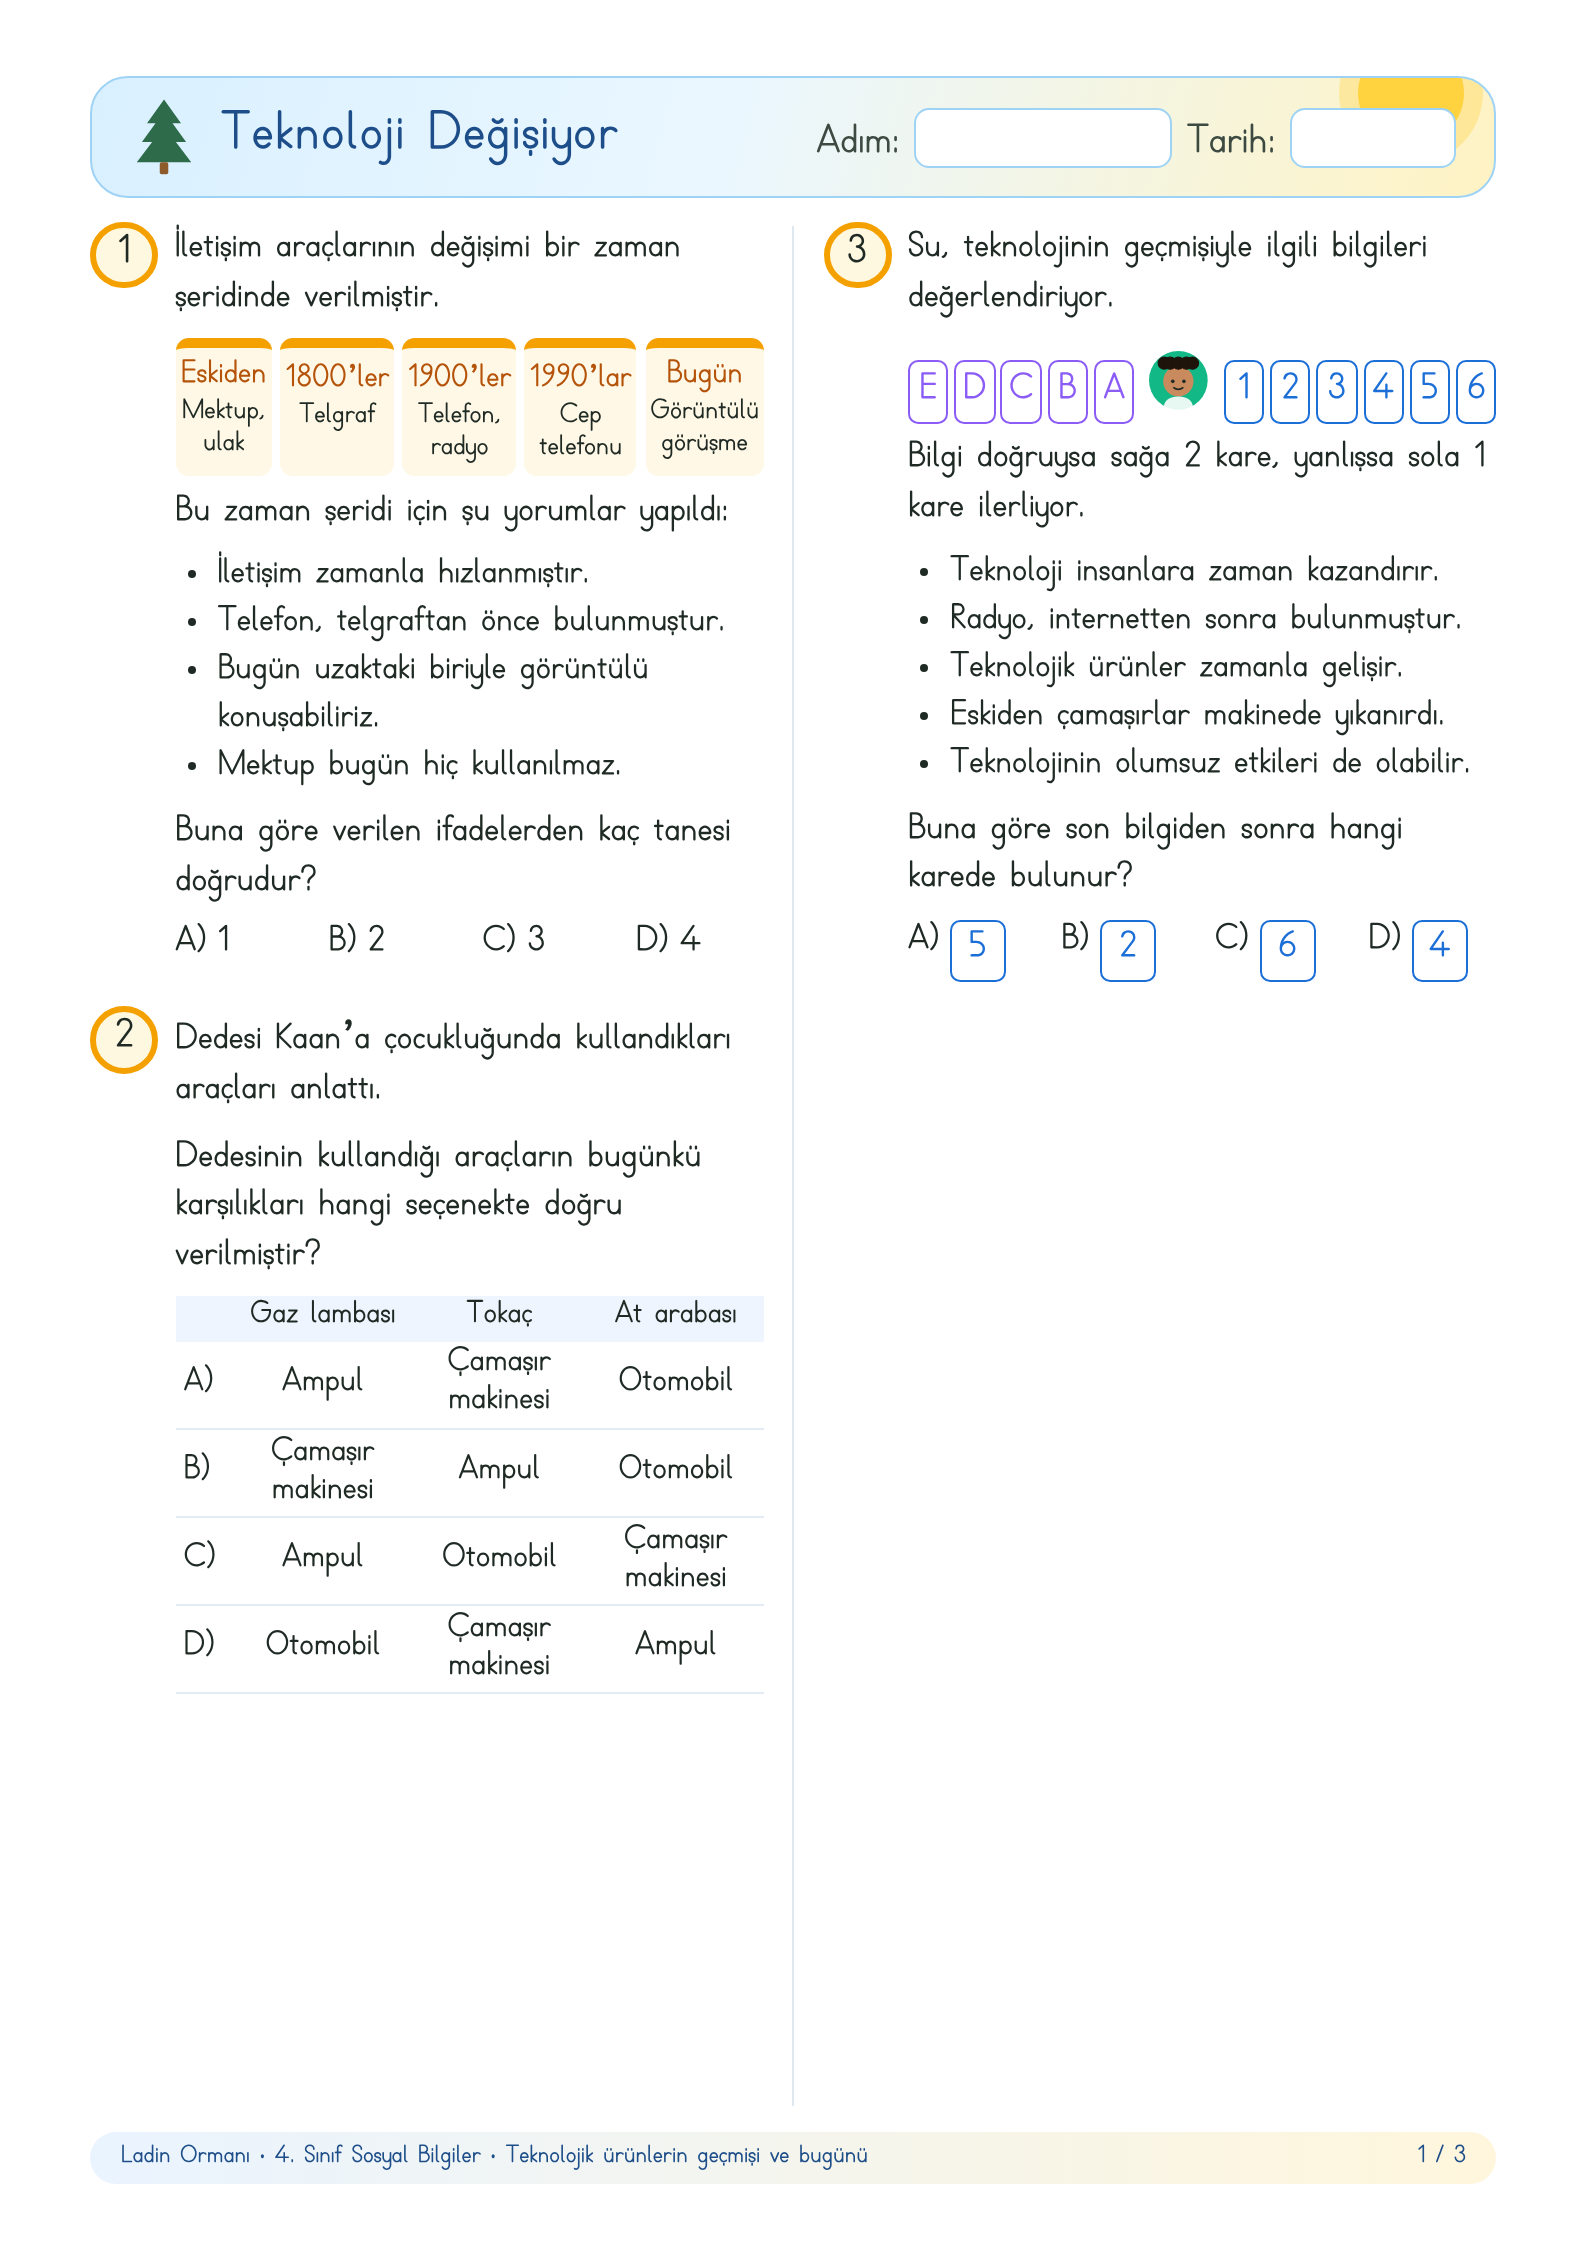 Teknoloji Değişiyor
Adım:
Tarih:
1
İletişim araçlarının değişimi bir zaman
şeridinde verilmiştir.
Eskiden
Mektup,
ulak
1800'ler
Telgraf
1900'ler
Telefon,
radyo
1990'lar
Cep
telefonu
Bugün
Görüntülü
görüşme
Bu zaman şeridi için şu yorumlar yapıldı:
• İletişim zamanla hızlanmıştır.
• Telefon, telgraftan önce bulunmuştur.
• Bugün uzaktaki biriyle görüntülü
konuşabiliriz.
• Mektup bugün hiç kullanılmaz.
Buna göre verilen ifadelerden kaç tanesi
doğrudur?
A) 1 B) 2 C) 3 D) 4
2
Dedesi Kaan'a çocukluğunda kullandıkları
araçları anlattı.
Dedesinin kullandığı araçların bugünkü
karşılıkları hangi seçenekte doğru
verilmiştir?
Gaz lambası Tokaç At arabası
A) Ampul Çamaşır makinesi Otomobil
B) Çamaşır makinesi Ampul Otomobil
C) Ampul Otomobil Çamaşır makinesi
D) Otomobil Çamaşır makinesi Ampul
3
Su, teknolojinin geçmişiyle ilgili bilgileri
değerlendiriyor.
E D C B A 1 2 3 4 5 6
Bilgi doğruysa sağa 2 kare, yanlışsa sola 1
kare ilerliyor.
• Teknoloji insanlara zaman kazandırır.
• Radyo, internetten sonra bulunmuştur.
• Teknolojik ürünler zamanla gelişir.
• Eskiden çamaşırlar makinede yıkanırdı.
• Teknolojinin olumsuz etkileri de olabilir.
Buna göre son bilgiden sonra hangi
karede bulunur?
A) 5 B) 2 C) 6 D) 4
Ladin Ormanı • 4. Sınıf Sosyal Bilgiler • Teknolojik ürünlerin geçmişi ve bugünü
1 / 3